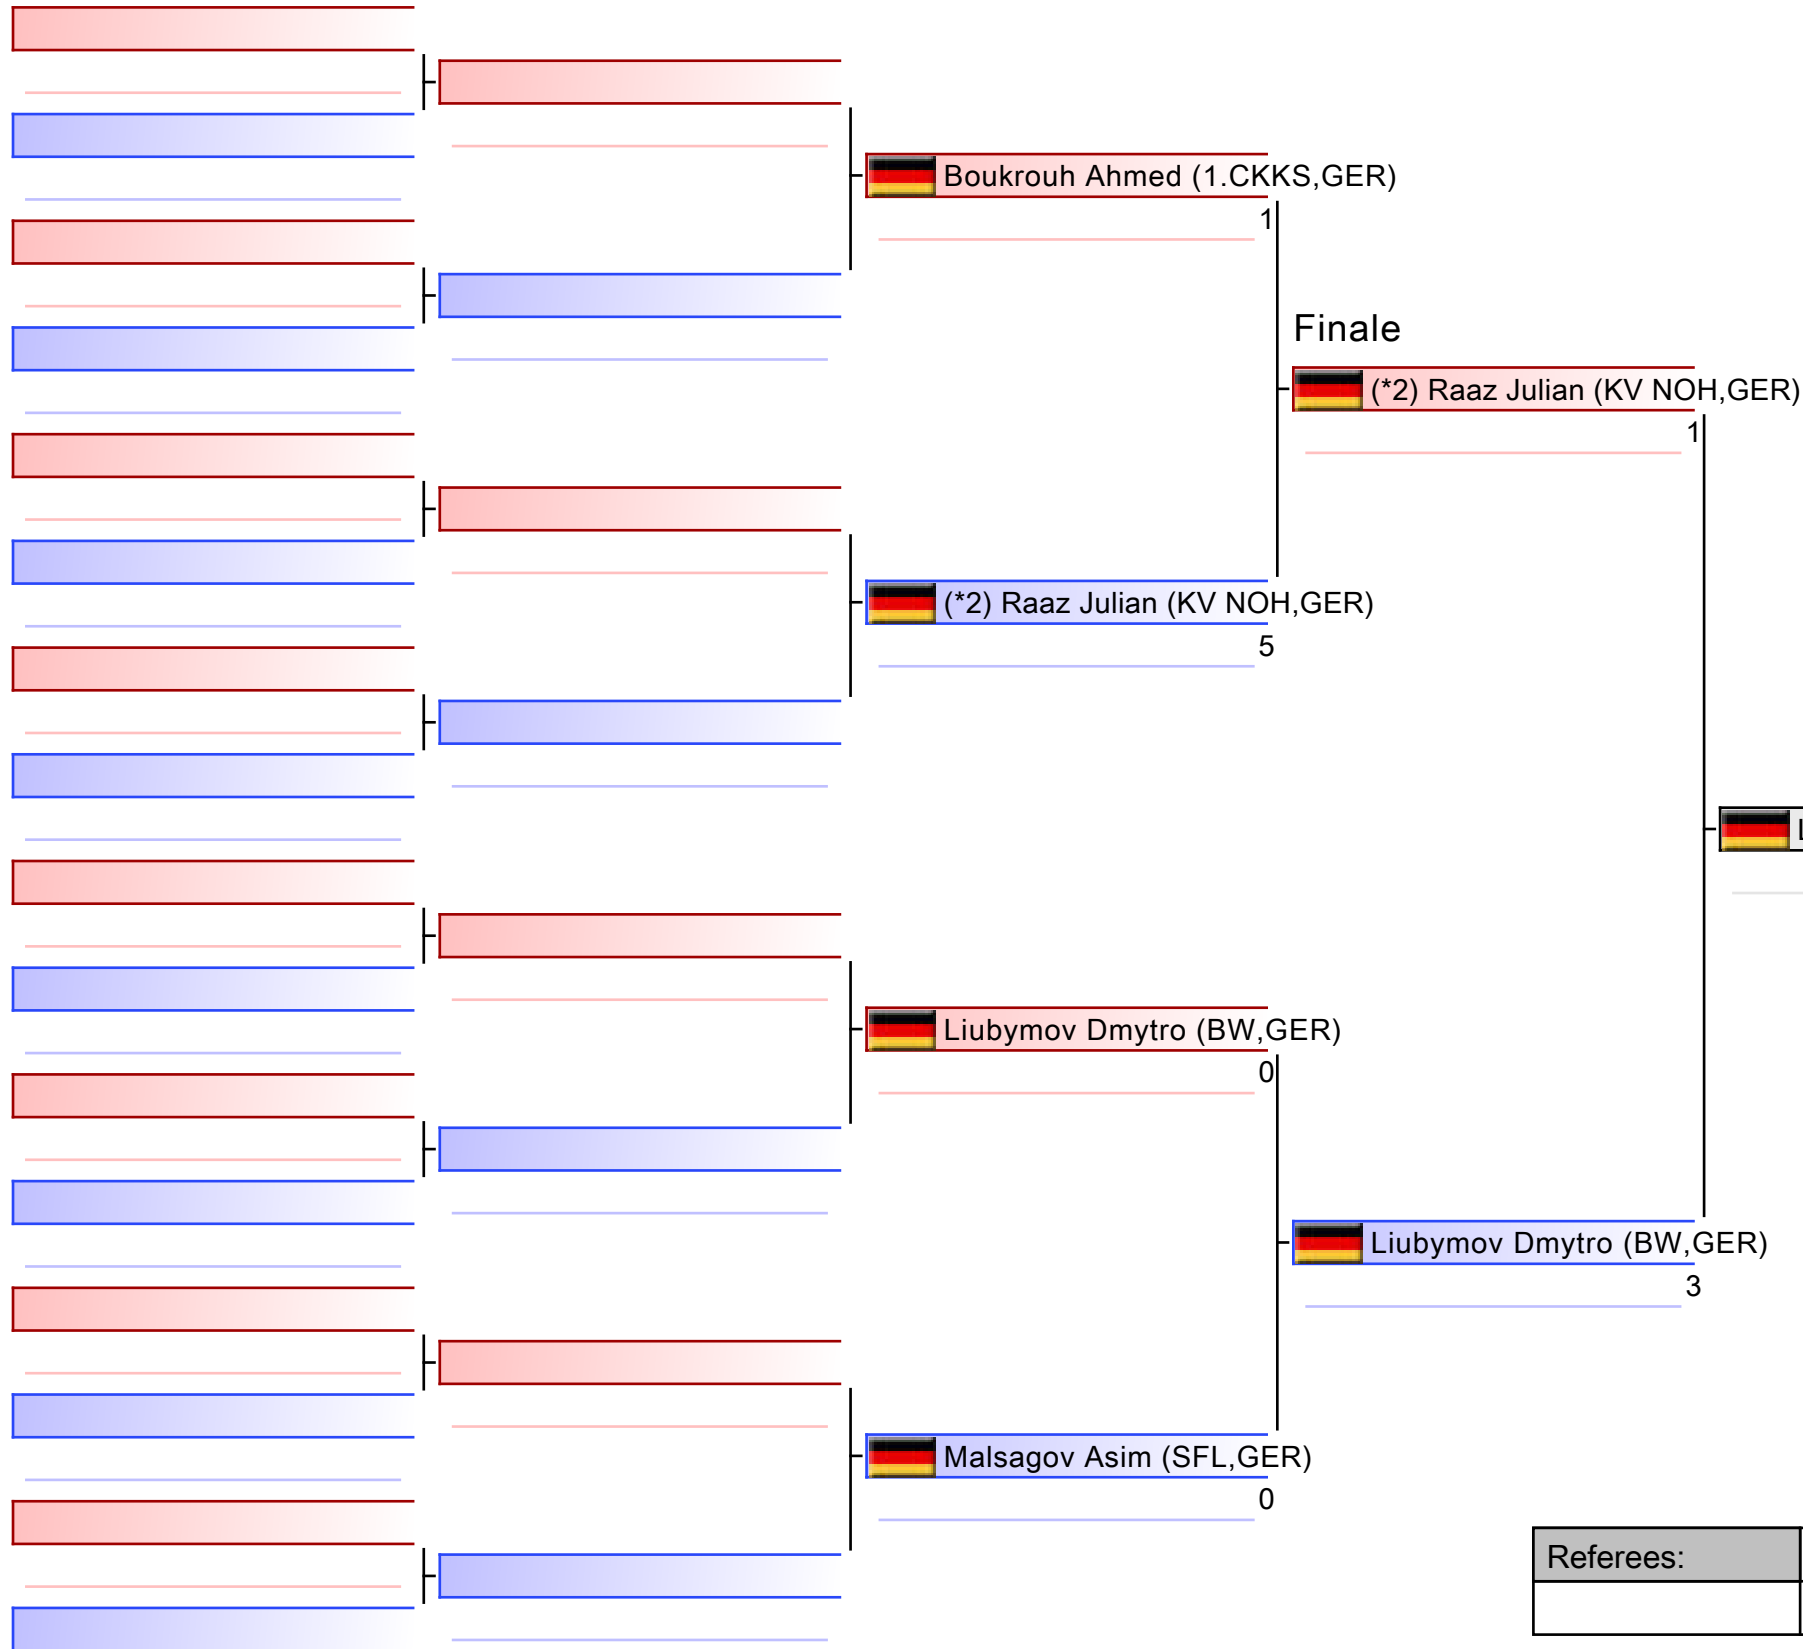 Boukrouh Ahmed (1.CKKS,GER)
1
Finale
(*2) Raaz Julian (KV NOH,GER)
1
(*2) Raaz Julian (KV NOH,GER)
5
Liubymov Dmytro (BW,GER)
0
Liubymov Dmytro (BW,GER)
3
Malsagov Asim (SFL,GER)
0
Referees: